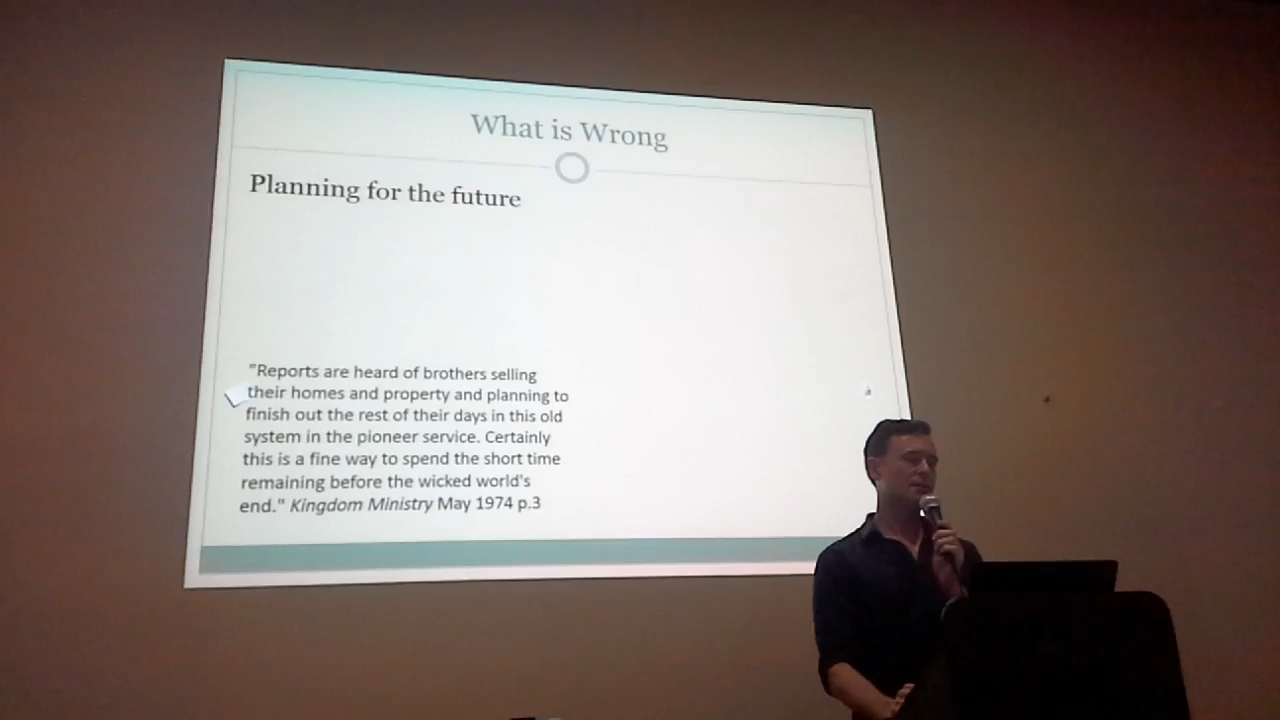 What is Wrong
Planning for the future
"Reports are heard of brothers selling
their homes and property and planning to
finish out the rest of their days in this old
system in the pioneer service. Certainly
this is a fine way to spend the short time
remaining before the wicked world's
end." Kingdom Ministry May 1974 p.3